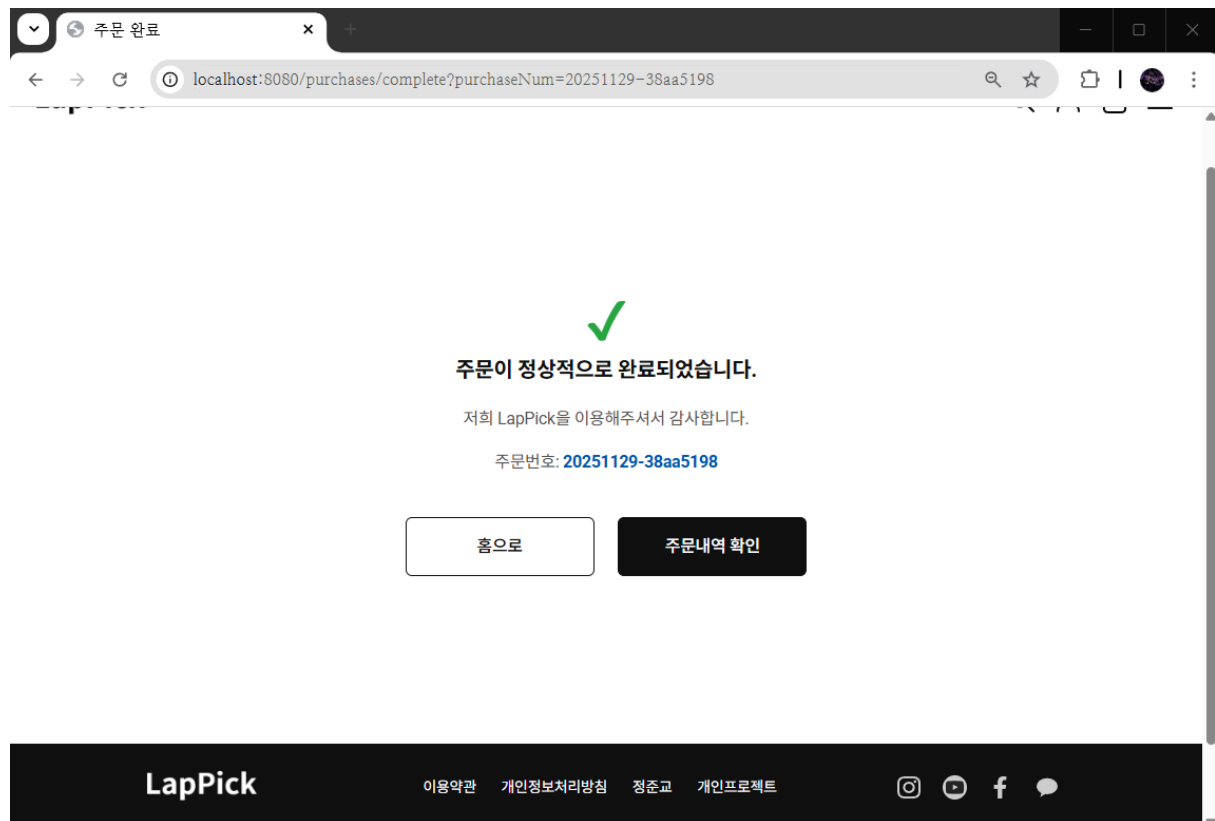 주문 완료
localhost:8080/purchases/complete?purchaseNum=20251129-38aa5198
주문이 정상적으로 완료되었습니다.
저희 LapPick을 이용해주셔서 감사합니다.
주문번호: 20251129-38aa5198
홈으로 주문내역 확인
LapPick 이용약관 개인정보처리방침 정준교 개인프로젝트